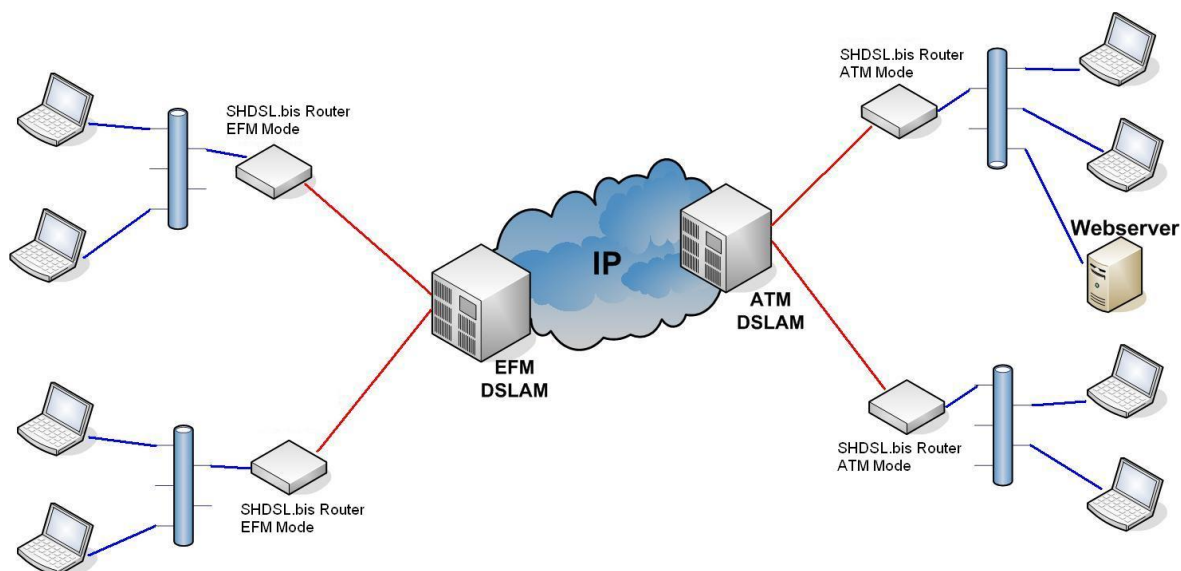 SHDSL.bis Router
EFM Mode
SHDSL.bis Router
ATM Mode
Webserver
IP
EFM
DSLAM
ATM
DSLAM
SHDSL.bis Router
EFM Mode
SHDSL.bis Router
ATM Mode